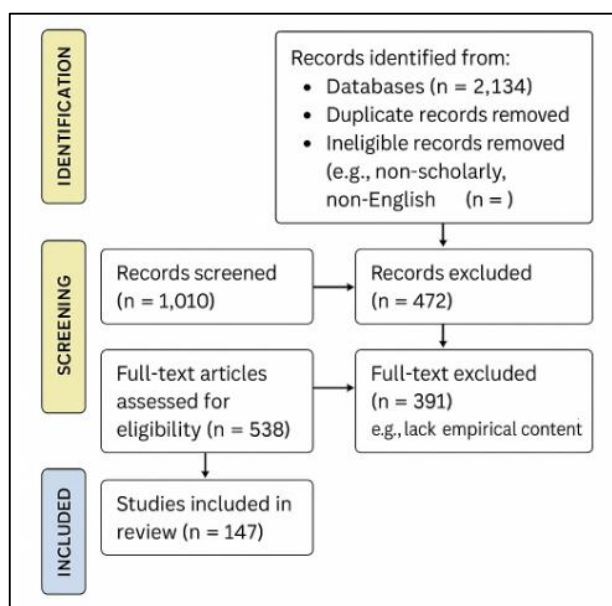 IDENTIFICATION
Records identified from:
• Databases (n = 2,134)
• Duplicate records removed
• Ineligible records removed
(e.g., non-scholarly,
non-English (n = )
SCREENING
Records screened
(n = 1,010)
Records excluded
(n = 472)
Full-text articles
assessed for
eligibility (n = 538)
Full-text excluded
(n = 391)
e.g., lack empirical content
INCLUDED
Studies included in
review (n = 147)